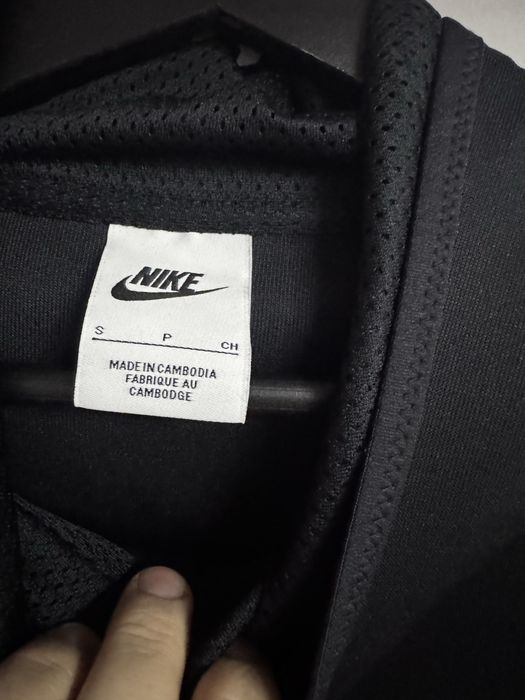 NIKE
S P CH
MADE IN CAMBODIA
FABRIQUE AU
CAMBODGE